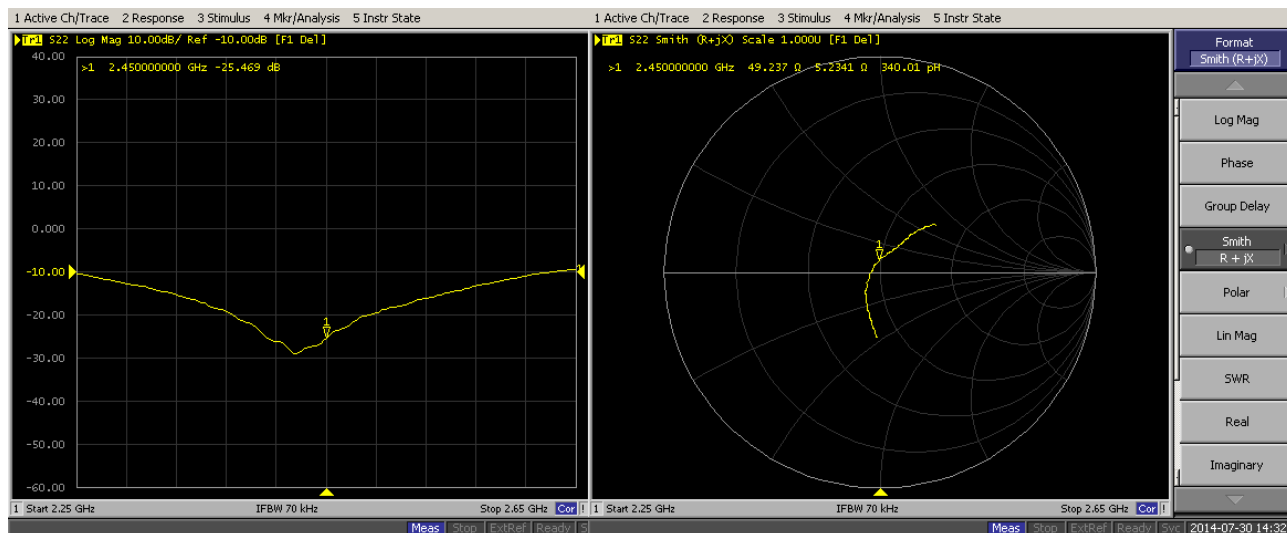 1 Active Ch/Trace 2 Response 3 Stimulus 4 Mkr/Analysis 5 Instr State
Tr1 S22 Log Mag 10.00dB/ Ref -10.00dB [F1 Del]
>1 2.450000000 GHz -25.469 dB
40.00
30.00
20.00
10.00
0.000
-10.00
-20.00
-30.00
-40.00
-50.00
-60.00
1
1 Start 2.25 GHz IFBW 70 kHz Stop 2.65 GHz Cor !
Meas Stop ExtRef Ready S
1 Active Ch/Trace 2 Response 3 Stimulus 4 Mkr/Analysis 5 Instr State
Tr1 S22 Smith (R+jX) Scale 1.000U [F1 Del]
>1 2.450000000 GHz 49.237 Ω 5.2341 Ω 340.01 pH
1
1 Start 2.25 GHz IFBW 70 kHz Stop 2.65 GHz Cor !
Meas Stop ExtRef Ready Svc 2014-07-30 14:32
Format
Smith (R+jX)
Log Mag
Phase
Group Delay
Smith
R + jX
Polar
Lin Mag
SWR
Real
Imaginary